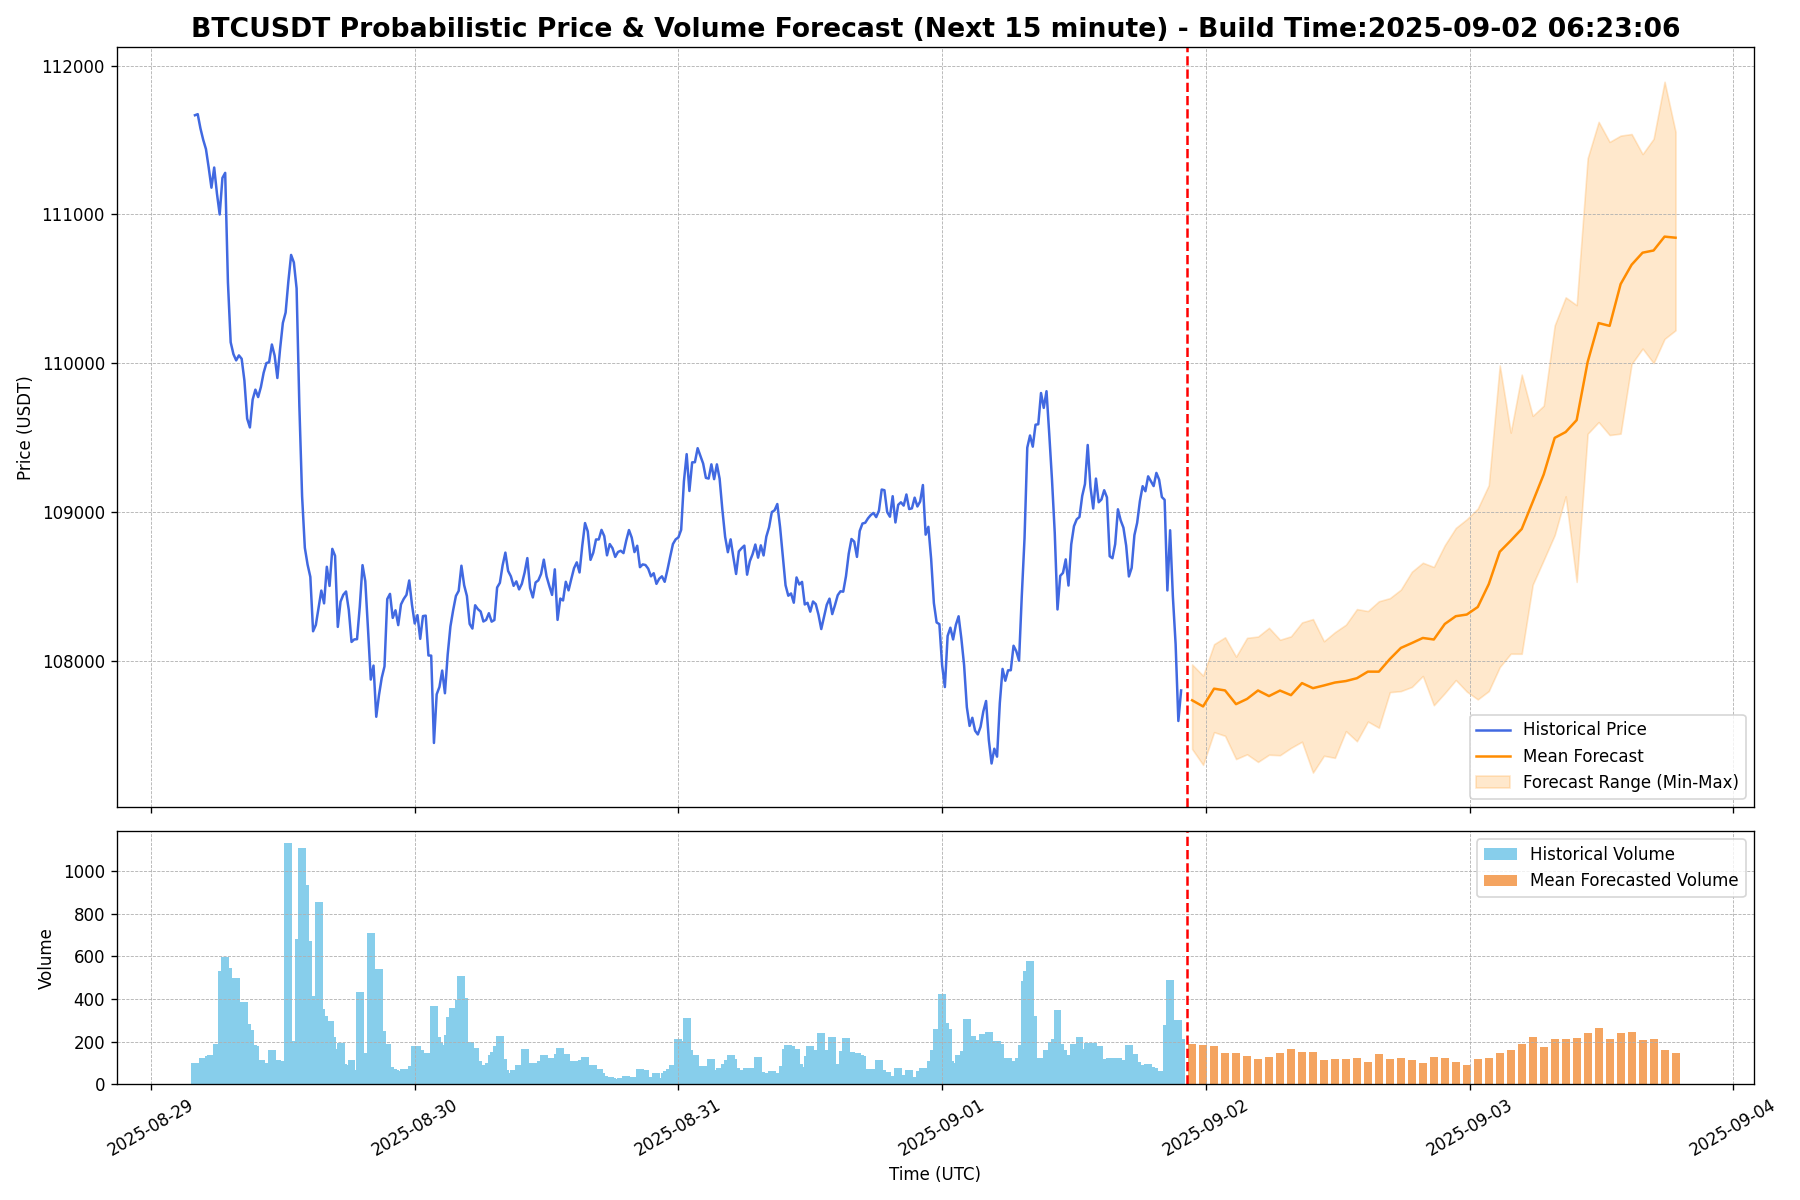 BTCUSDT Probabilistic Price & Volume Forecast (Next 15 minute) - Build Time:2025-09-02 06:23:06
112000
111000
110000
109000
108000
Price (USDT)
Historical Price
Mean Forecast
Forecast Range (Min-Max)
1000
800
600
400
200
0
Volume
Historical Volume
Mean Forecasted Volume
2025-08-29
2025-08-30
2025-08-31
2025-09-01
2025-09-02
2025-09-03
2025-09-04
Time (UTC)